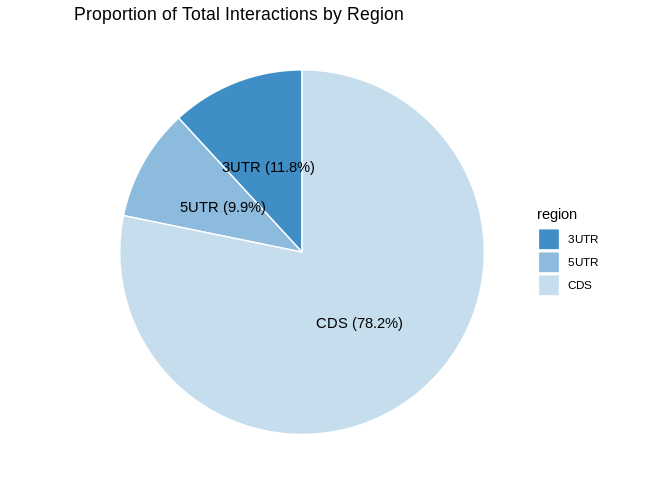 Proportion of Total Interactions by Region
3UTR (11.8%)
5UTR (9.9%)
CDS (78.2%)
region
3UTR
5UTR
CDS